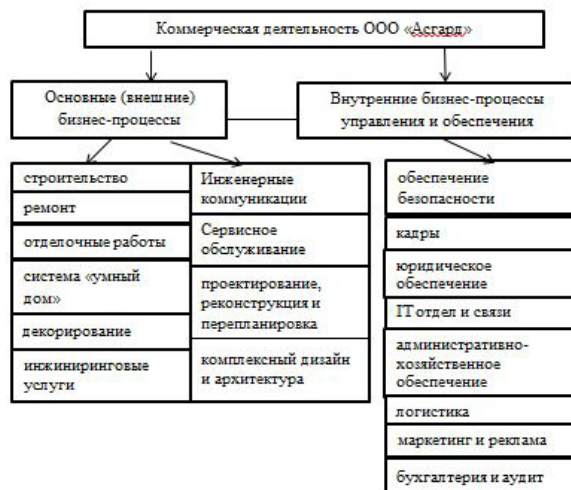 Коммерческая деятельность ООО «Асгард»
Основные (внешние)
бизнес-процессы
Внутренние бизнес-процессы
управления и обеспечения
строительство
ремонт
отделочные работы
система «умный
дом»
декорирование
инжиниринговые
услуги
Инженерные
коммуникации
Сервисное
обслуживание
проектирование,
реконструкция и
перепланировка
комплексный дизайн
и архитектура
обеспечение
безопасности
кадры
юридическое
обеспечение
IT отдел и связи
административно-
хозяйственное
обеспечение
логистика
маркетинг и реклама
бухгалтерия и аудит